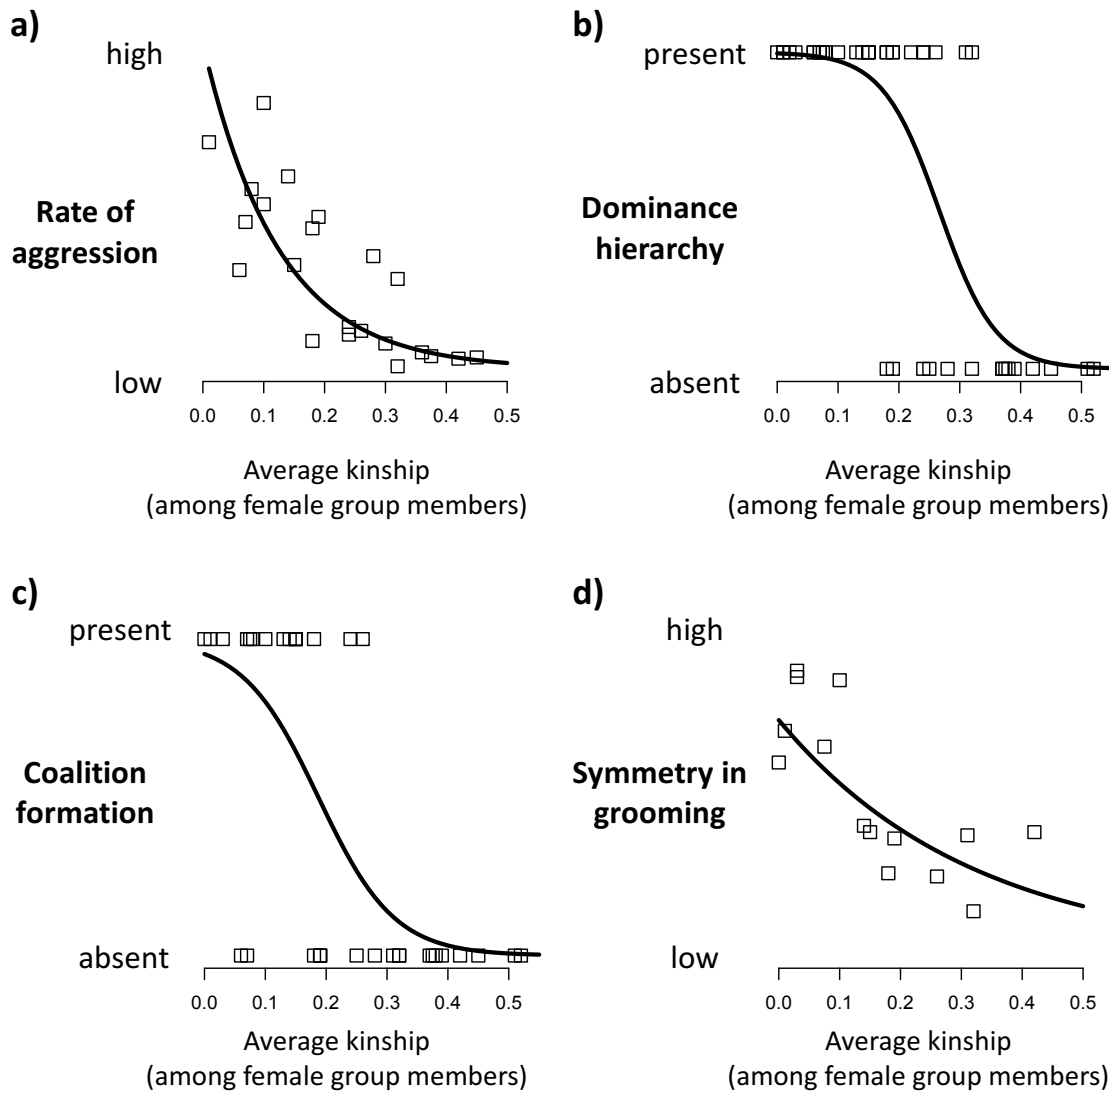 a)
high
Rate of
aggression
low
0.0 0.1 0.2 0.3 0.4 0.5
Average kinship
(among female group members)
b)
present
Dominance
hierarchy
absent
0.0 0.1 0.2 0.3 0.4 0.5
Average kinship
(among female group members)
c)
present
Coalition
formation
absent
0.0 0.1 0.2 0.3 0.4 0.5
Average kinship
(among female group members)
d)
high
Symmetry in
grooming
low
0.0 0.1 0.2 0.3 0.4 0.5
Average kinship
(among female group members)